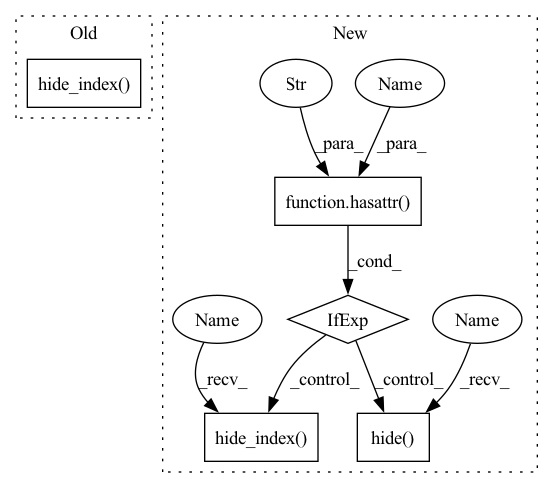 Old
New
hide_index()
Str
Name
_para_
_para_
function.hasattr()
_cond_
Name
IfExp
Name
_recv_
_control_
_control_
_recv_
hide_index()
hide()